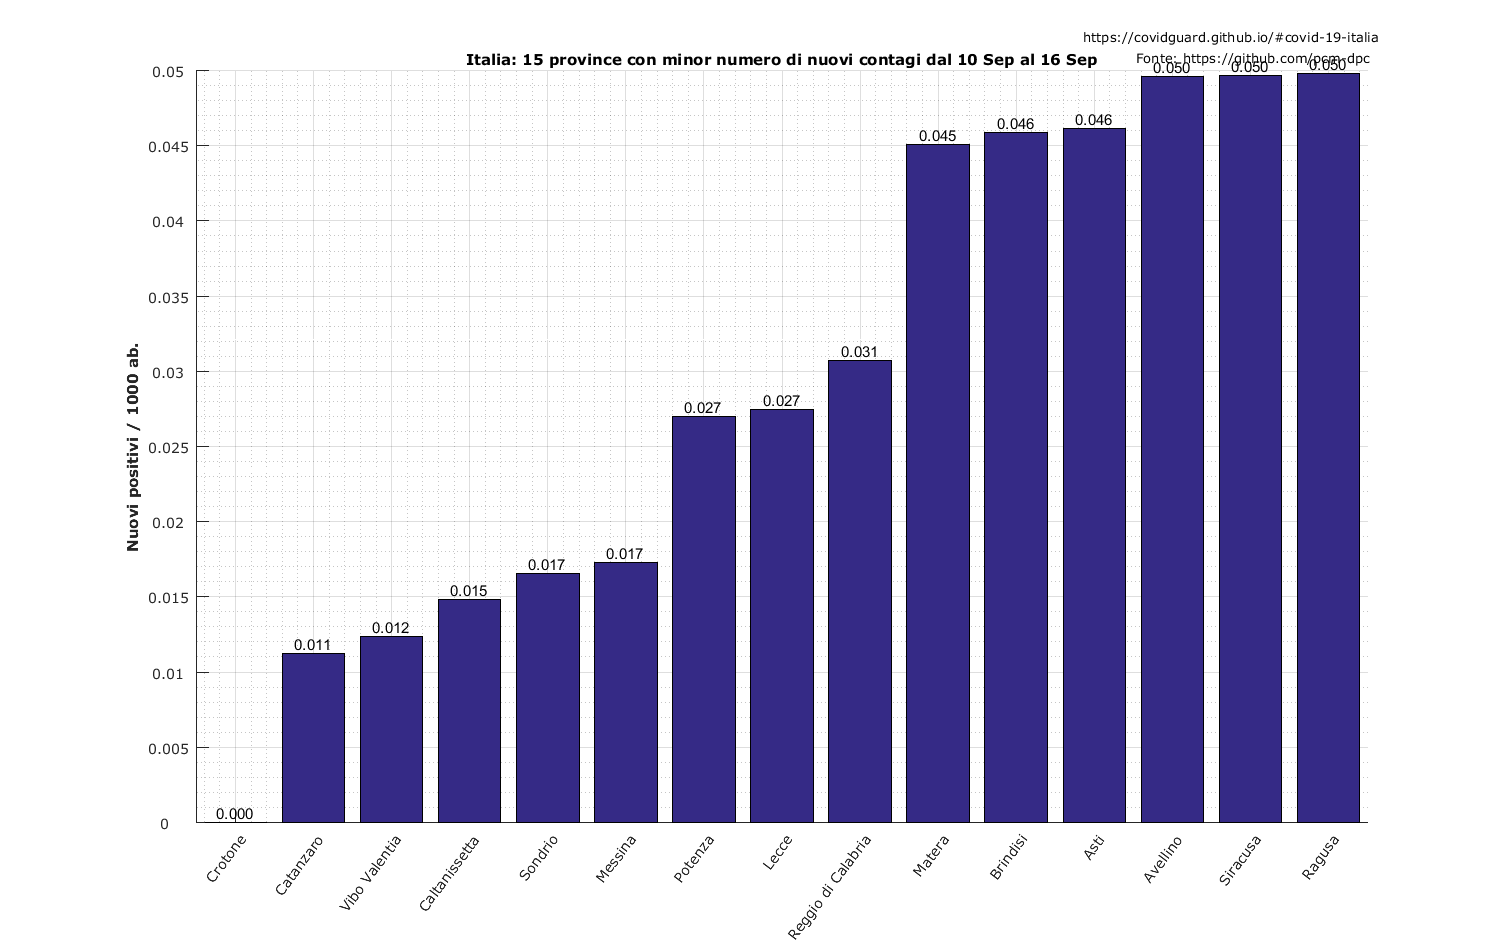 https://covidguard.github.io/#covid-19-italia
Italia: 15 province con minor numero di nuovi contagi dal 10 Sep al 16 Sep
Fonte: https://github.com/pcm-dpc
Nuovi positivi / 1000 ab.
0.05
0.045
0.04
0.035
0.03
0.025
0.02
0.015
0.01
0.005
0
0.000
0.011
0.012
0.015
0.017
0.017
0.027
0.027
0.031
0.045
0.046
0.046
0.050
0.050
0.050
Crotone
Catanzaro
Vibo Valentia
Caltanissetta
Sondrio
Messina
Potenza
Lecce
Reggio di Calabria
Matera
Brindisi
Asti
Avellino
Siracusa
Ragusa